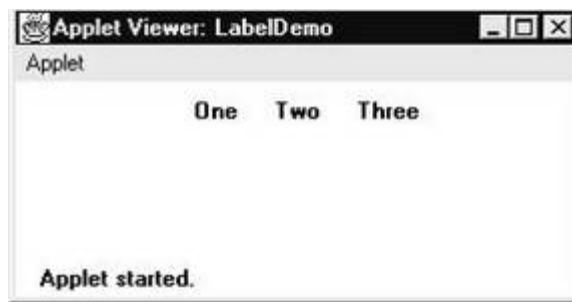 Applet Viewer: LabelDemo
Applet
One Two Three
Applet started.